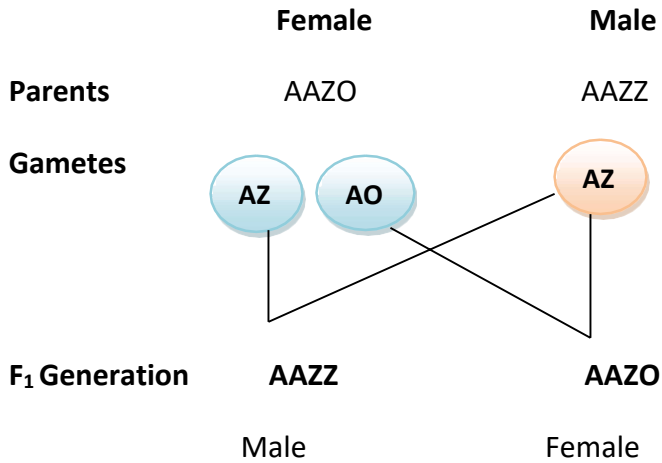 Female Male
Parents AAZO AAZZ
Gametes
AZ AO AZ
F₁ Generation AAZZ AAZO
Male Female